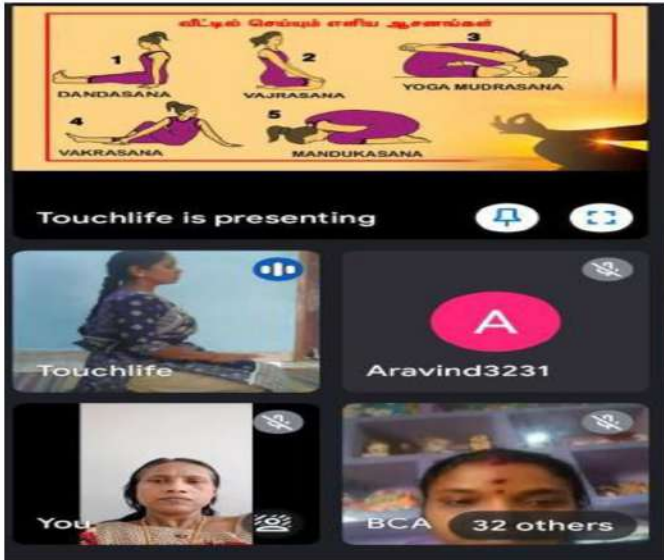 வீட்டில் செய்யும் எளிய ஆசனங்கள்
1 2 3
DANDASANA VAJRASANA YOGA MUDRASANA
4 5
VAKRASANA MANDUKASANA
Touchlife is presenting
Touchlife
A
Aravind3231
You
BCA 32 others